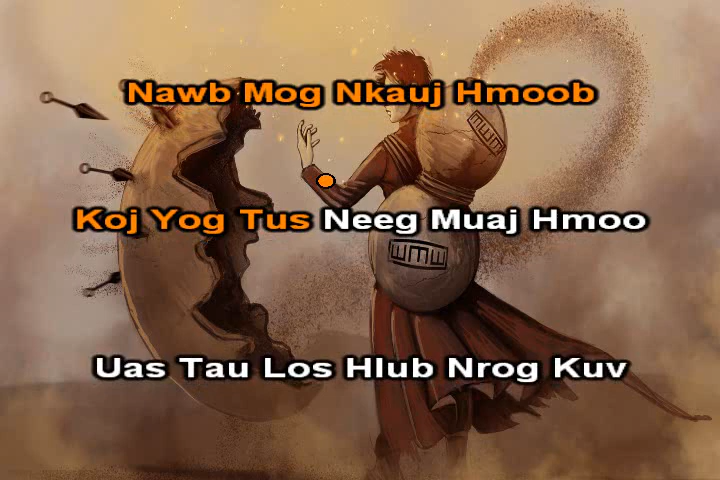 Nawb Mog Nkauj Hmoob
Koj Yog Tus Neeg Muaj Hmoo
Uas Tau Los Hlub Nrog Kuv